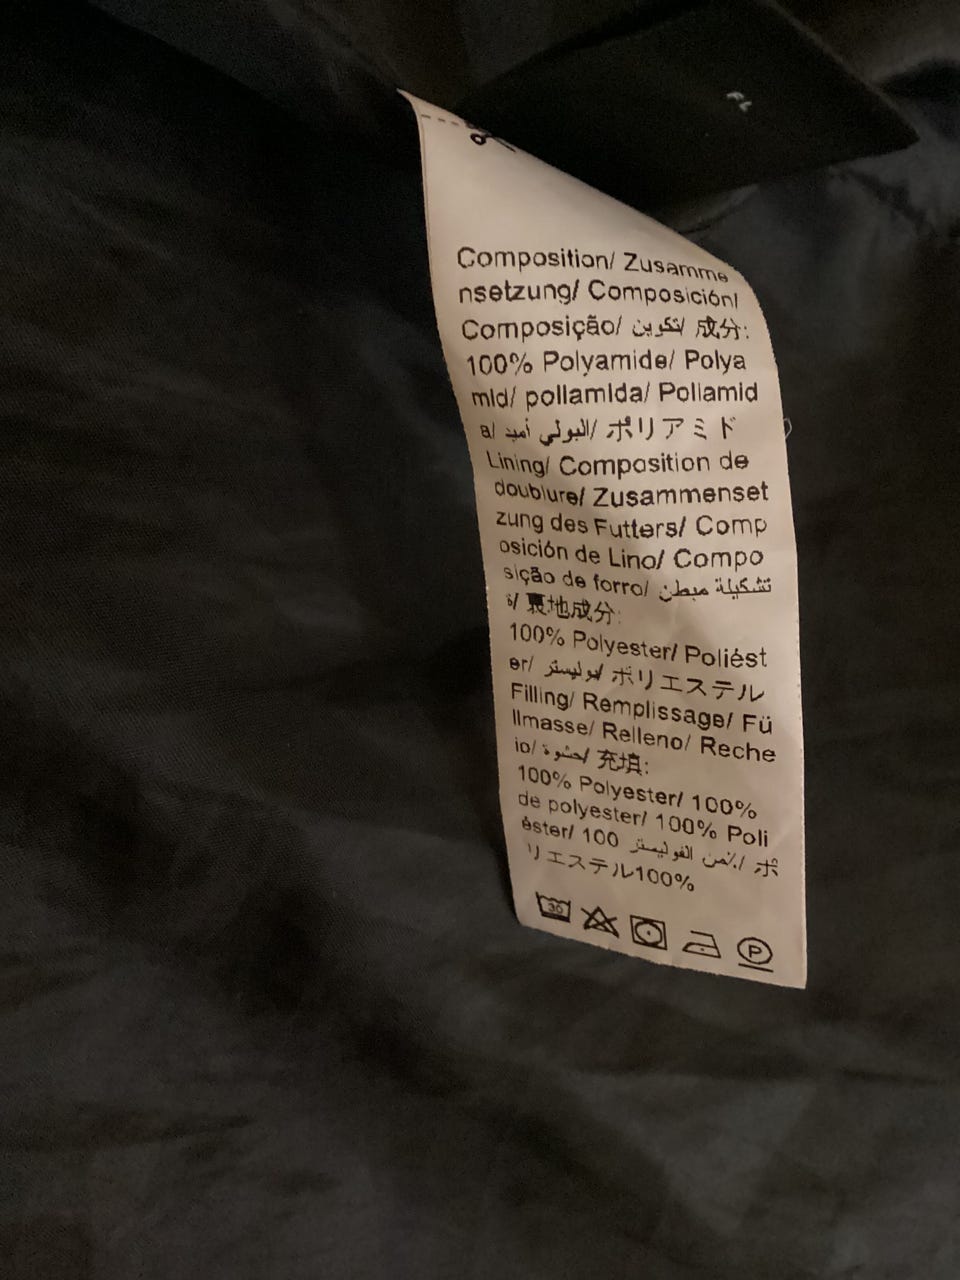 Composition/ Zusamme
nsetzung/ Composición/
Composição/ تكوين/ 成分:
100% Polyamide/ Polya
mid/ poliamida/ Poliamid
a/ البولي أميد/ ポリアミド
Lining/ Composition de
doublure/ Zusammenset
zung des Futters/ Comp
osición de Lino/ Compo
sição de forro/ تشكيلة مبطن
ة/ 裏地成分:
100% Polyester/ Poliést
er/ بوليستر/ ポリエステル
Filling/ Remplissage/ Fü
llmasse/ Relleno/ Reche
io/ حشوة/ 充填:
100% Polyester/ 100%
de polyester/ 100% Poli
éster/ 100 ٪من الفوليستر/ ポ
リエステル100%
30
P